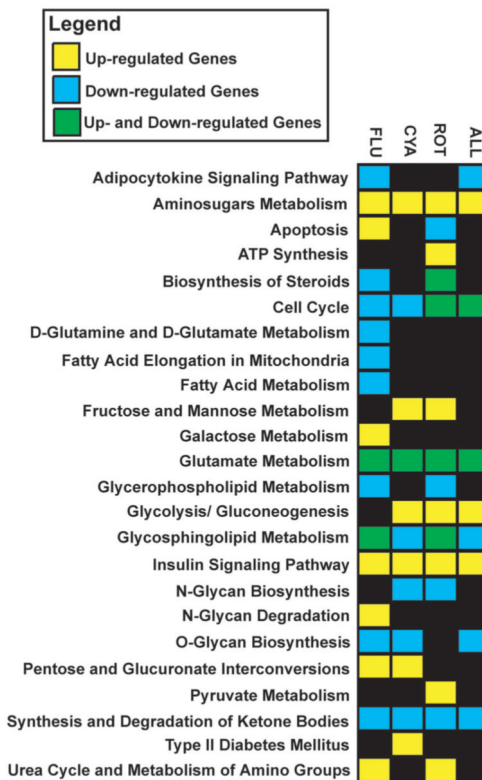 Legend
Up-regulated Genes
Down-regulated Genes
Up- and Down-regulated Genes
FLU CYA ROT ALL
Adipocytokine Signaling Pathway
Aminosugars Metabolism
Apoptosis
ATP Synthesis
Biosynthesis of Steroids
Cell Cycle
D-Glutamine and D-Glutamate Metabolism
Fatty Acid Elongation in Mitochondria
Fatty Acid Metabolism
Fructose and Mannose Metabolism
Galactose Metabolism
Glutamate Metabolism
Glycerophospholipid Metabolism
Glycolysis/ Gluconeogenesis
Glycosphingolipid Metabolism
Insulin Signaling Pathway
N-Glycan Biosynthesis
N-Glycan Degradation
O-Glycan Biosynthesis
Pentose and Glucuronate Interconversions
Pyruvate Metabolism
Synthesis and Degradation of Ketone Bodies
Type II Diabetes Mellitus
Urea Cycle and Metabolism of Amino Groups